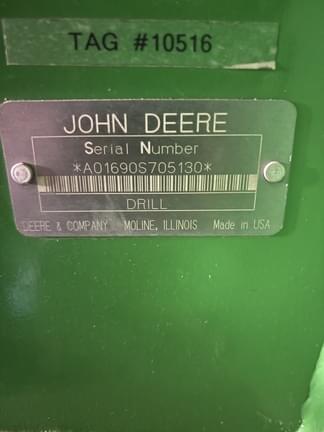 TAG #10516
JOHN DEERE
Serial Number
*A01690S705130*
DRILL
DEERE & COMPANY MOLINE, ILLINOIS Made in USA